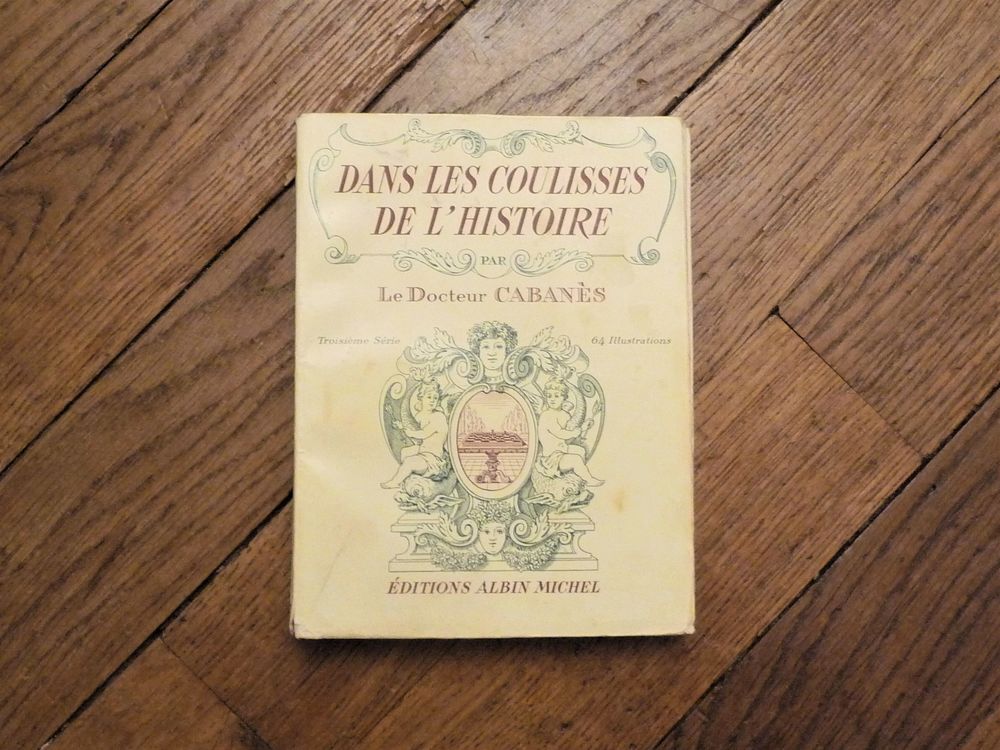 DANS LES COULISSES
DE L'HISTOIRE
PAR
Le Docteur CABANÈS
Troisième Série
64 Illustrations
ÉDITIONS ALBIN MICHEL